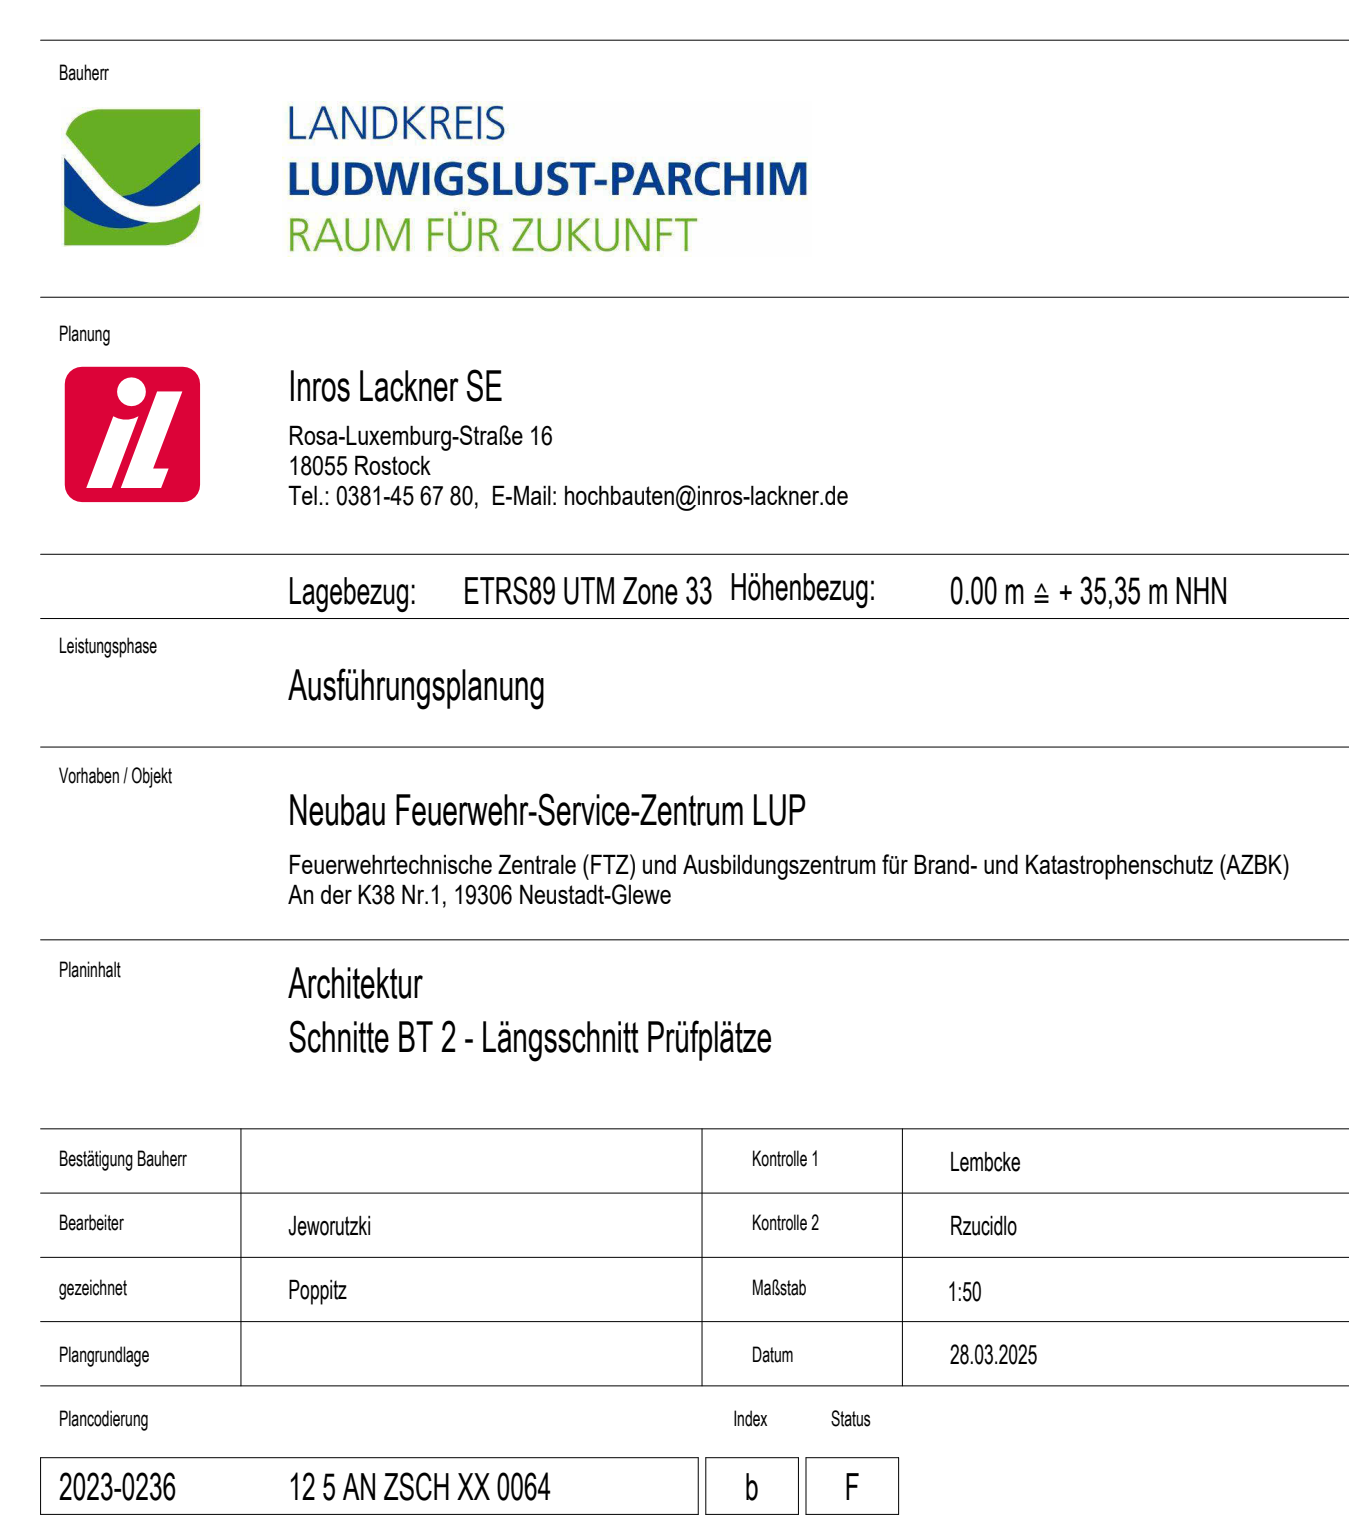 Bauherr
LANDKREIS
LUDWIGSLUST-PARCHIM
RAUM FÜR ZUKUNFT
Planung
iL
Inros Lackner SE
Rosa-Luxemburg-Straße 16
18055 Rostock
Tel.: 0381-45 67 80, E-Mail: hochbauten@inros-lackner.de
Lagebezug: ETRS89 UTM Zone 33 Höhenbezug: 0.00 m ≙ + 35,35 m NHN
Leistungsphase
Ausführungsplanung
Vorhaben / Objekt
Neubau Feuerwehr-Service-Zentrum LUP
Feuerwehrtechnische Zentrale (FTZ) und Ausbildungszentrum für Brand- und Katastrophenschutz (AZBK)
An der K38 Nr.1, 19306 Neustadt-Glewe
Planinhalt
Architektur
Schnitte BT 2 - Längsschnitt Prüfplätze
Bestätigung Bauherr Kontrolle 1 Lembcke
Bearbeiter Jeworutzki Kontrolle 2 Rzucidlo
gezeichnet Poppitz Maßstab 1:50
Plangrundlage Datum 28.03.2025
Plancodierung Index Status
2023-0236 12 5 AN ZSCH XX 0064 b F